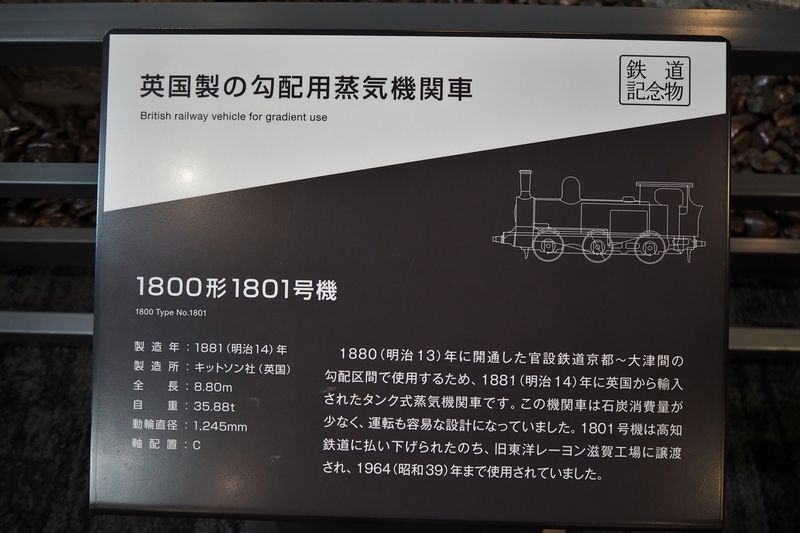 英国製の勾配用蒸気機関車
British railway vehicle for gradient use
鉄道
記念物
1800形1801号機
1800 Type No.1801
製造年：1881(明治14)年
製造所：キットソン社(英国)
全長：8.80m
自重：35.88t
動輪直径：1,245mm
軸配置：C
1880(明治13)年に開通した官設鉄道京都～大津間の
勾配区間で使用するため、1881(明治14)年に英国から輸入
されたタンク式蒸気機関車です。この機関車は石炭消費量が
少なく、運転も容易な設計になっていました。1801号機は高知
鉄道に払い下げられたのち、旧東洋レーヨン滋賀工場に譲渡
され、1964(昭和39)年まで使用されていました。